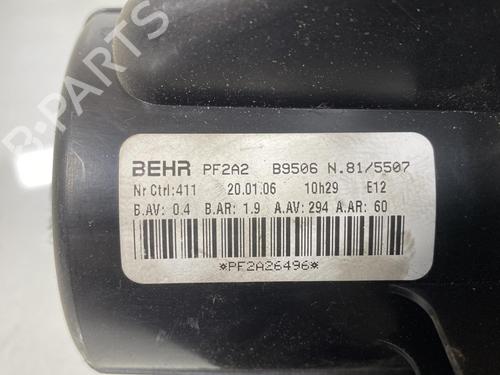 BEHR PF2A2 B9506 N.81/5507
Nr Ctrl:411 20.01.06 10h29 E12
B.AV: 0.4 B.AR: 1.9 A.AV: 294 A.AR: 60
*PF2A26496*
B-PARTS